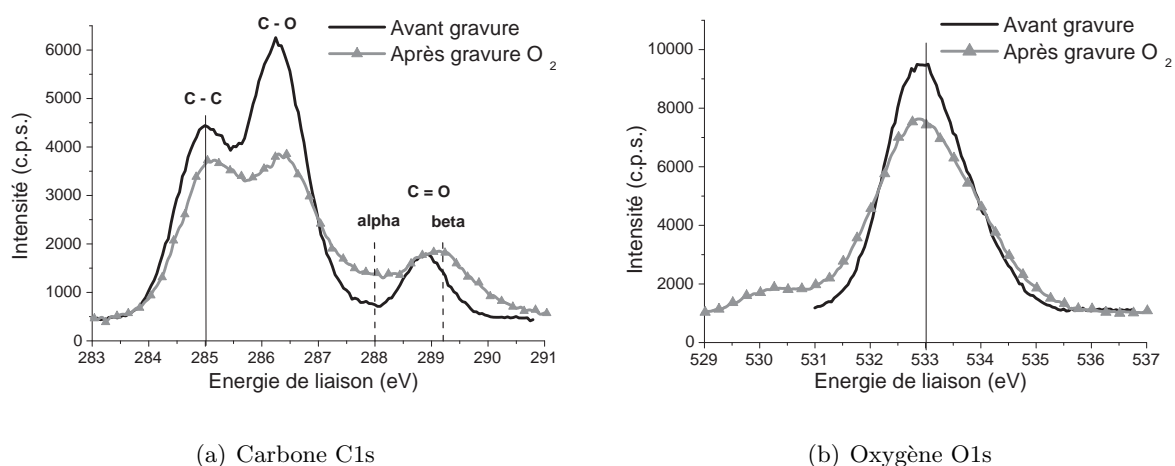 C - O
Avant gravure
Après gravure O 2
C - C
C = O
alpha
beta
Intensité (c.p.s.)
6000
5000
4000
3000
2000
1000
0
283 284 285 286 287 288 289 290 291
Energie de liaison (eV)
(a) Carbone C1s
Avant gravure
Après gravure O 2
Intensité (c.p.s.)
10000
8000
6000
4000
2000
0
529 530 531 532 533 534 535 536 537
Energie de liaison (eV)
(b) Oxygène O1s